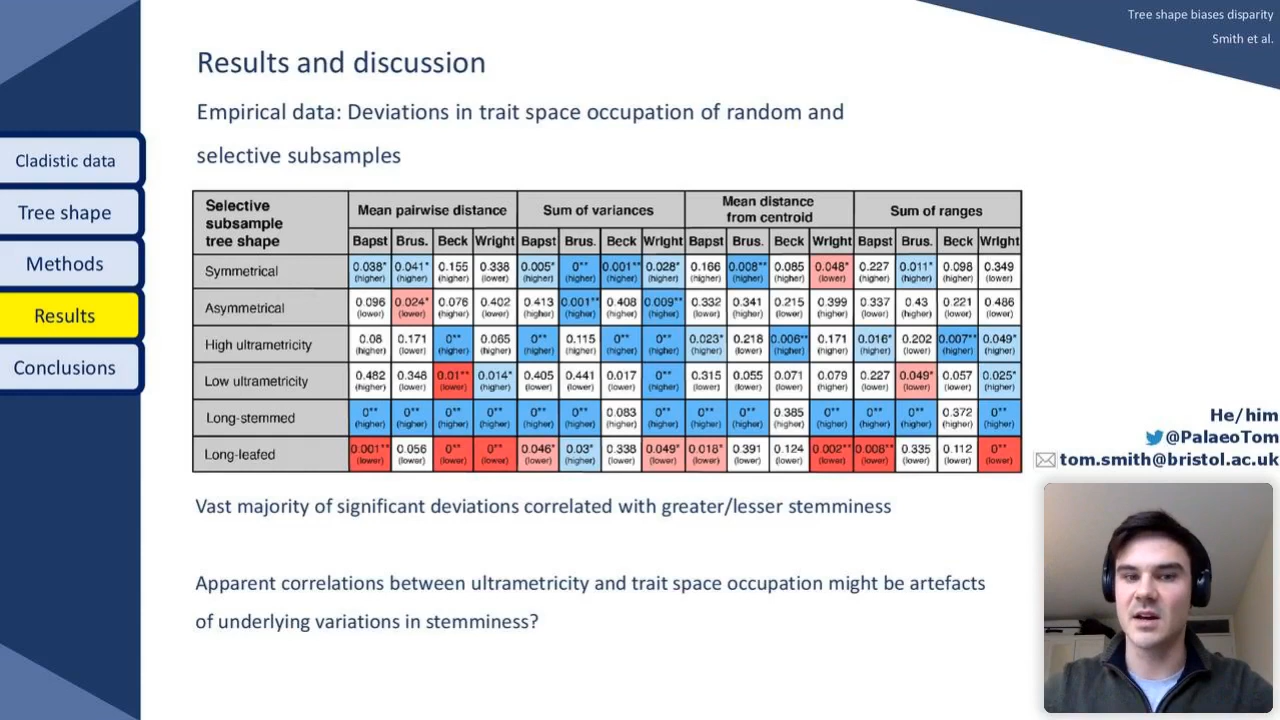 Tree shape biases disparity
Smith et al.
Results and discussion
Empirical data: Deviations in trait space occupation of random and
selective subsamples
Cladistic data
Tree shape
Methods
Results
Conclusions
Selective subsample tree shape Mean pairwise distance Sum of variances Mean distance from centroid Sum of ranges
Bapst Brus. Beck Wright Bapst Brus. Beck Wright Bapst Brus. Beck Wright Bapst Brus. Beck Wright
Symmetrical 0.038* (higher) 0.041* (higher) 0.155 (higher) 0.338 (lower) 0.005* (higher) 0** (higher) 0.001** (higher) 0.028* (higher) 0.166 (higher) 0.008** (higher) 0.085 (higher) 0.048* (lower) 0.227 (higher) 0.011* (higher) 0.098 (higher) 0.349 (lower)
Asymmetrical 0.096 (lower) 0.024* (lower) 0.076 (lower) 0.402 (lower) 0.413 (lower) 0.001** (higher) 0.408 (lower) 0.009** (higher) 0.332 (lower) 0.341 (lower) 0.215 (lower) 0.399 (lower) 0.337 (lower) 0.43 (lower) 0.221 (lower) 0.486 (lower)
High ultrametricity 0.08 (higher) 0.171 (lower) 0** (higher) 0.065 (higher) 0** (higher) 0.115 (higher) 0** (higher) 0** (higher) 0.023* (higher) 0.218 (lower) 0.006** (higher) 0.171 (lower) 0.016* (higher) 0.202 (lower) 0.007** (higher) 0.049* (higher)
Low ultrametricity 0.482 (higher) 0.348 (lower) 0.01** (lower) 0.014* (higher) 0.405 (lower) 0.441 (lower) 0.017 (lower) 0** (higher) 0.315 (lower) 0.055 (lower) 0.071 (lower) 0.079 (lower) 0.227 (lower) 0.049* (lower) 0.057 (lower) 0.025* (higher)
Long-stemmed 0** (higher) 0** (higher) 0** (higher) 0** (higher) 0** (higher) 0** (higher) 0.083 (higher) 0** (higher) 0** (higher) 0** (higher) 0.385 (higher) 0** (higher) 0** (higher) 0** (higher) 0.372 (higher) 0** (higher)
Long-leafed 0.001** (lower) 0.056 (lower) 0** (lower) 0** (lower) 0.046* (lower) 0.03* (higher) 0.338 (lower) 0.049* (lower) 0.018* (lower) 0.391 (lower) 0.124 (lower) 0.002** (lower) 0.008** (lower) 0.335 (lower) 0.112 (lower) 0** (lower)
He/him
@PalaeoTom
tom.smith@bristol.ac.uk
Vast majority of significant deviations correlated with greater/lesser stemminess
Apparent correlations between ultrametricity and trait space occupation might be artefacts
of underlying variations in stemminess?